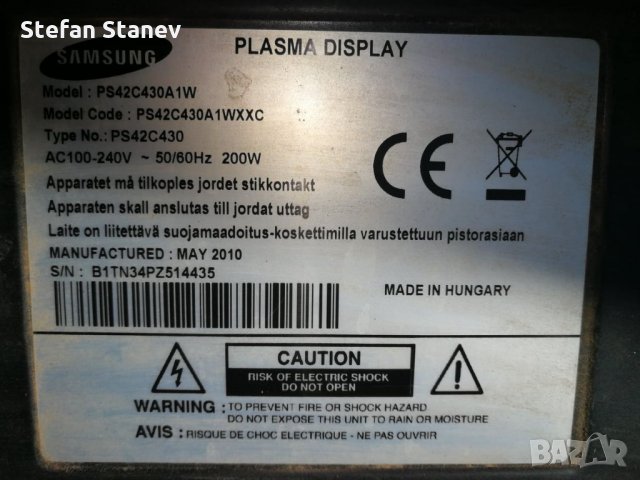 Stefan Stanev
SAMSUNG
PLASMA DISPLAY
Model : PS42C430A1W
Model Code : PS42C430A1WXXC
Type No.: PS42C430
AC100-240V ~ 50/60Hz 200W
Apparatet må tilkoples jordet stikkontakt
Apparaten skall anslutas till jordat uttag
Laite on liitettävä suojamaadoitus-koskettimilla varustettuun pistorasiaan
MANUFACTURED : MAY 2010
S/N : B1TN34PZ514435
MADE IN HUNGARY
CAUTION
RISK OF ELECTRIC SHOCK
DO NOT OPEN
WARNING : TO PREVENT FIRE OR SHOCK HAZARD
DO NOT EXPOSE THIS UNIT TO RAIN OR MOISTURE
AVIS : RISQUE DE CHOC ELECTRIQUE - NE PAS OUVRIR
BAZAR